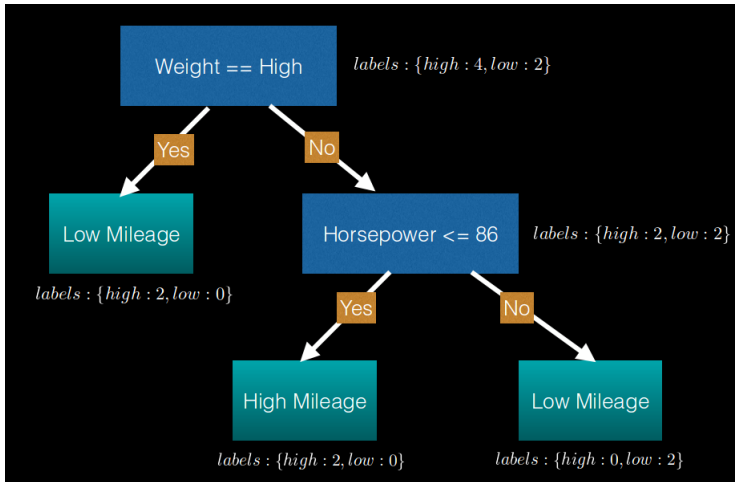 Weight == High
labels : {high : 4, low : 2}
Yes
No
Low Mileage
labels : {high : 2, low : 0}
Horsepower <= 86
labels : {high : 2, low : 2}
Yes
No
High Mileage
labels : {high : 2, low : 0}
Low Mileage
labels : {high : 0, low : 2}